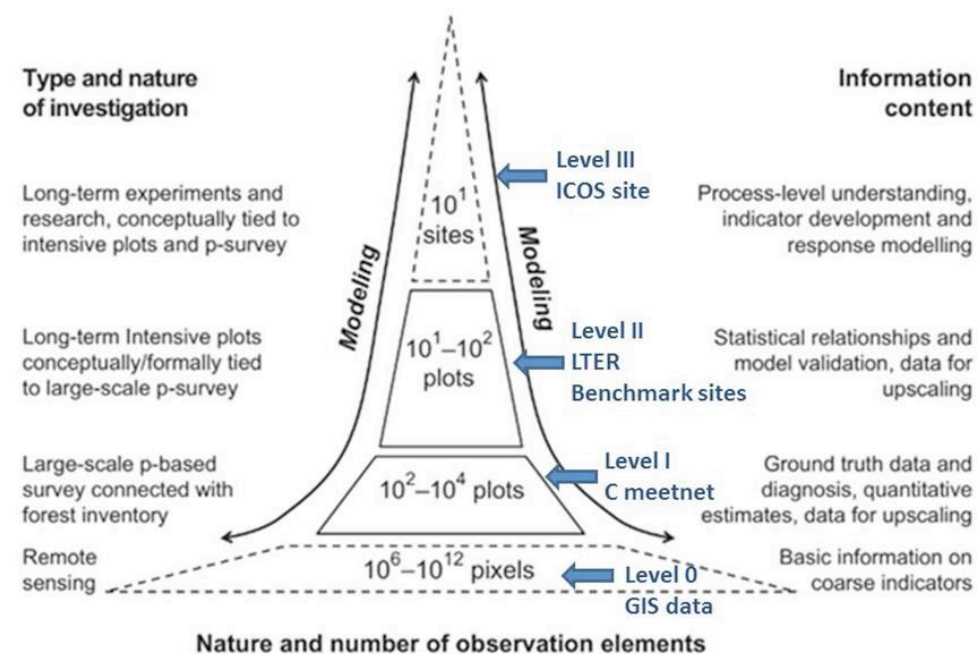 Type and nature
of investigation
Information
content
Level III
ICOS site
Long-term experiments and
research, conceptually tied to
intensive plots and p-survey
10¹
sites
Process-level understanding,
indicator development and
response modelling
Modeling
Modeling
Long-term Intensive plots
conceptually/formally tied
to large-scale p-survey
10¹–10²
plots
Level II
LTER
Benchmark sites
Statistical relationships and
model validation, data for
upscaling
Large-scale p-based
survey connected with
forest inventory
10²–10⁴ plots
Level I
C meetnet
Ground truth data and
diagnosis, quantitative
estimates, data for upscaling
Remote
sensing
10⁶–10¹² pixels
Level 0
GIS data
Basic information on
coarse indicators
Nature and number of observation elements